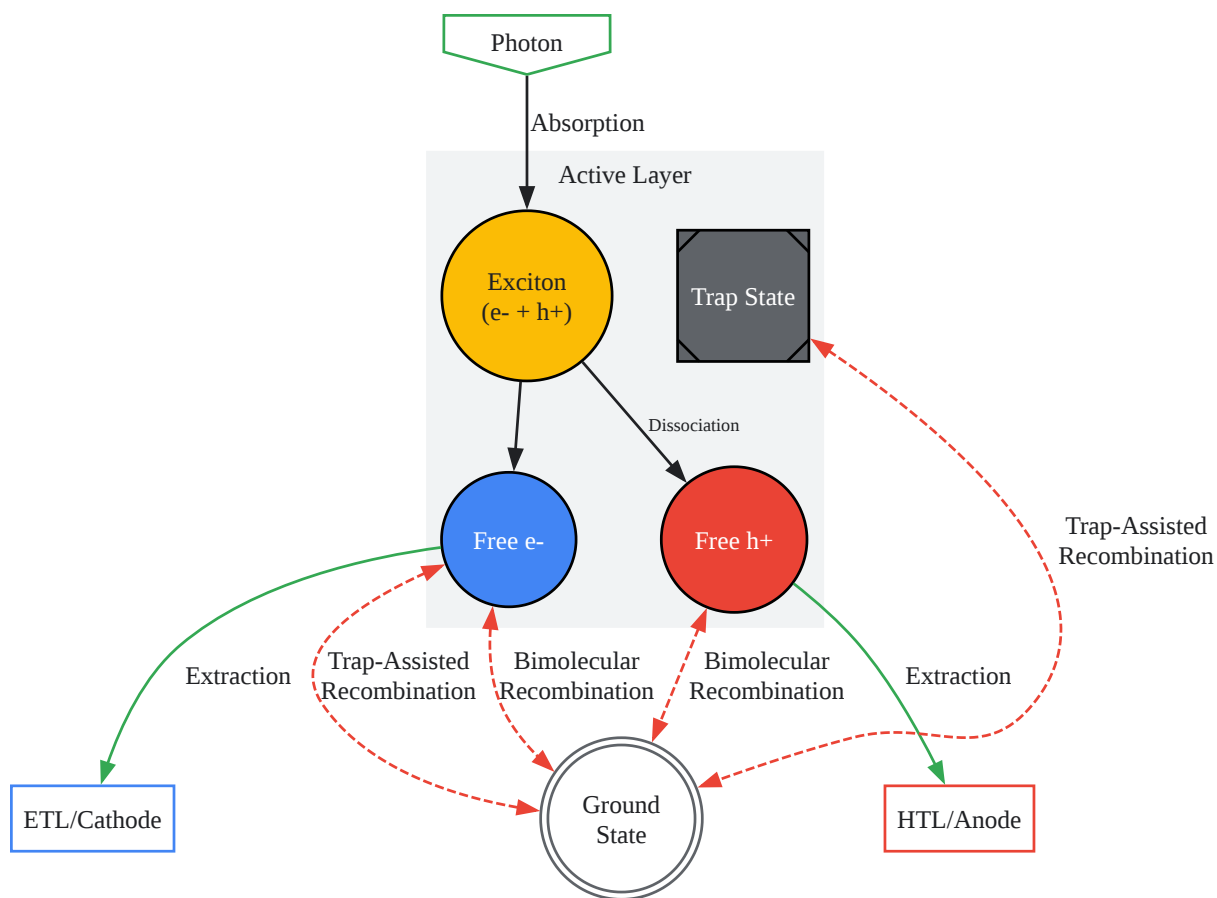 Photon
Absorption
Active Layer
Exciton
(e- + h+)
Trap State
Dissociation
Free e-
Free h+
Trap-Assisted
Recombination
Extraction
Trap-Assisted
Recombination
Bimolecular
Recombination
Bimolecular
Recombination
Extraction
ETL/Cathode
Ground
State
HTL/Anode